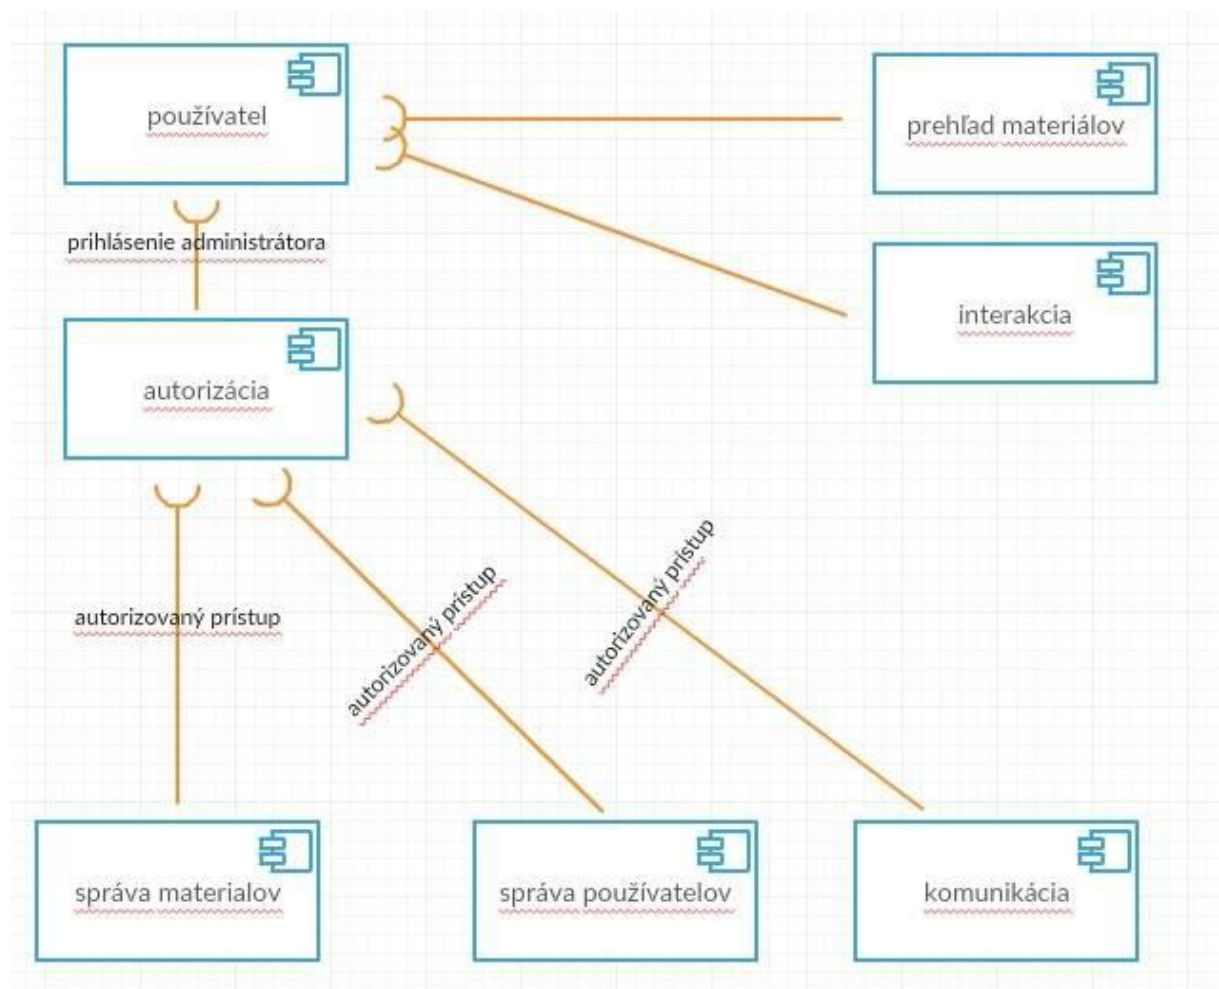 používatel
prehľad materiálov
prihlásenie administrátora
interakcia
autorizácia
autorizovaný prístup
autorizovaný prístup
autorizovaný prístup
správa materialov
správa používatelov
komunikácia